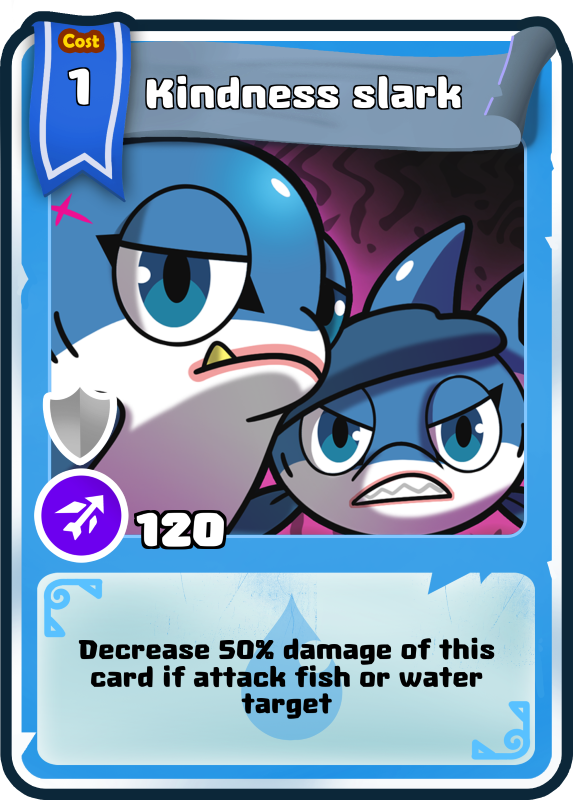 Cost
1
Kindness slark
120
Decrease 50% damage of this
card if attack fish or water
target